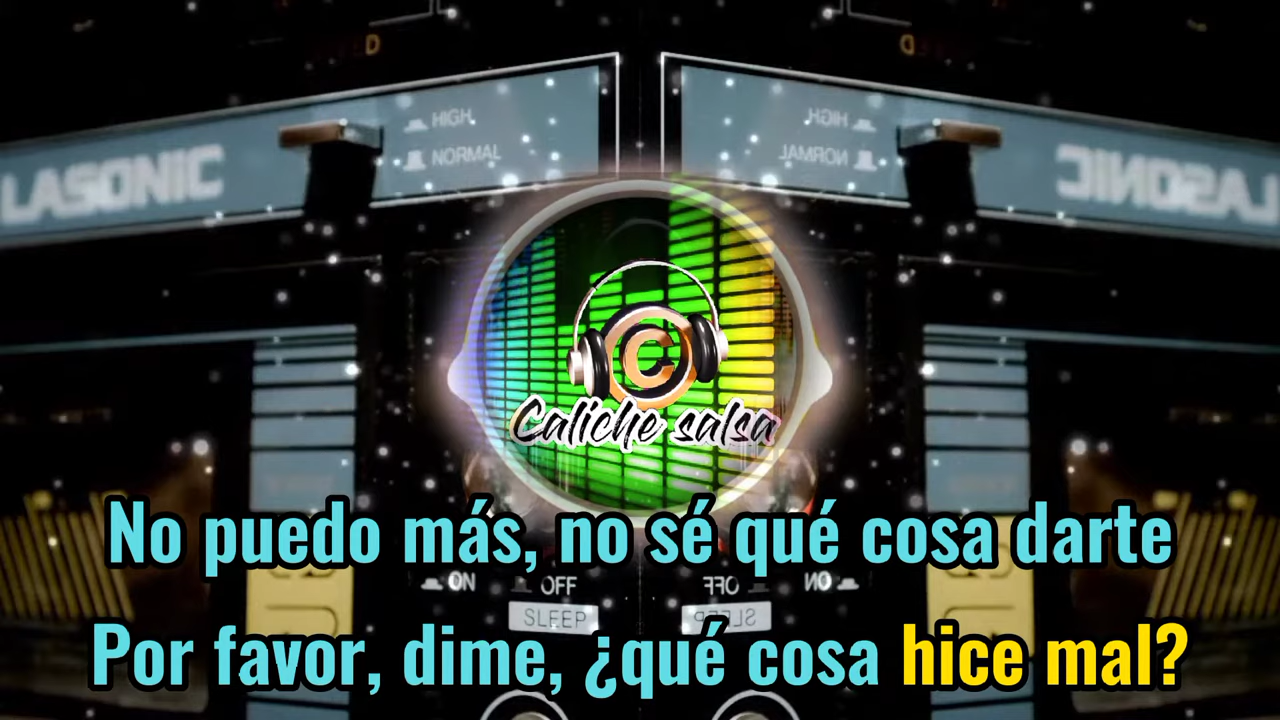 D
HIGH
NORMAL
LASONIC
D
HIGH
NORMAL
LASONIC
C
Caliche salsa
No puedo más, no sé qué cosa darte
ON
OFF
SLEEP
OFF
ON
SLEEP
Por favor, dime, ¿qué cosa hice mal?